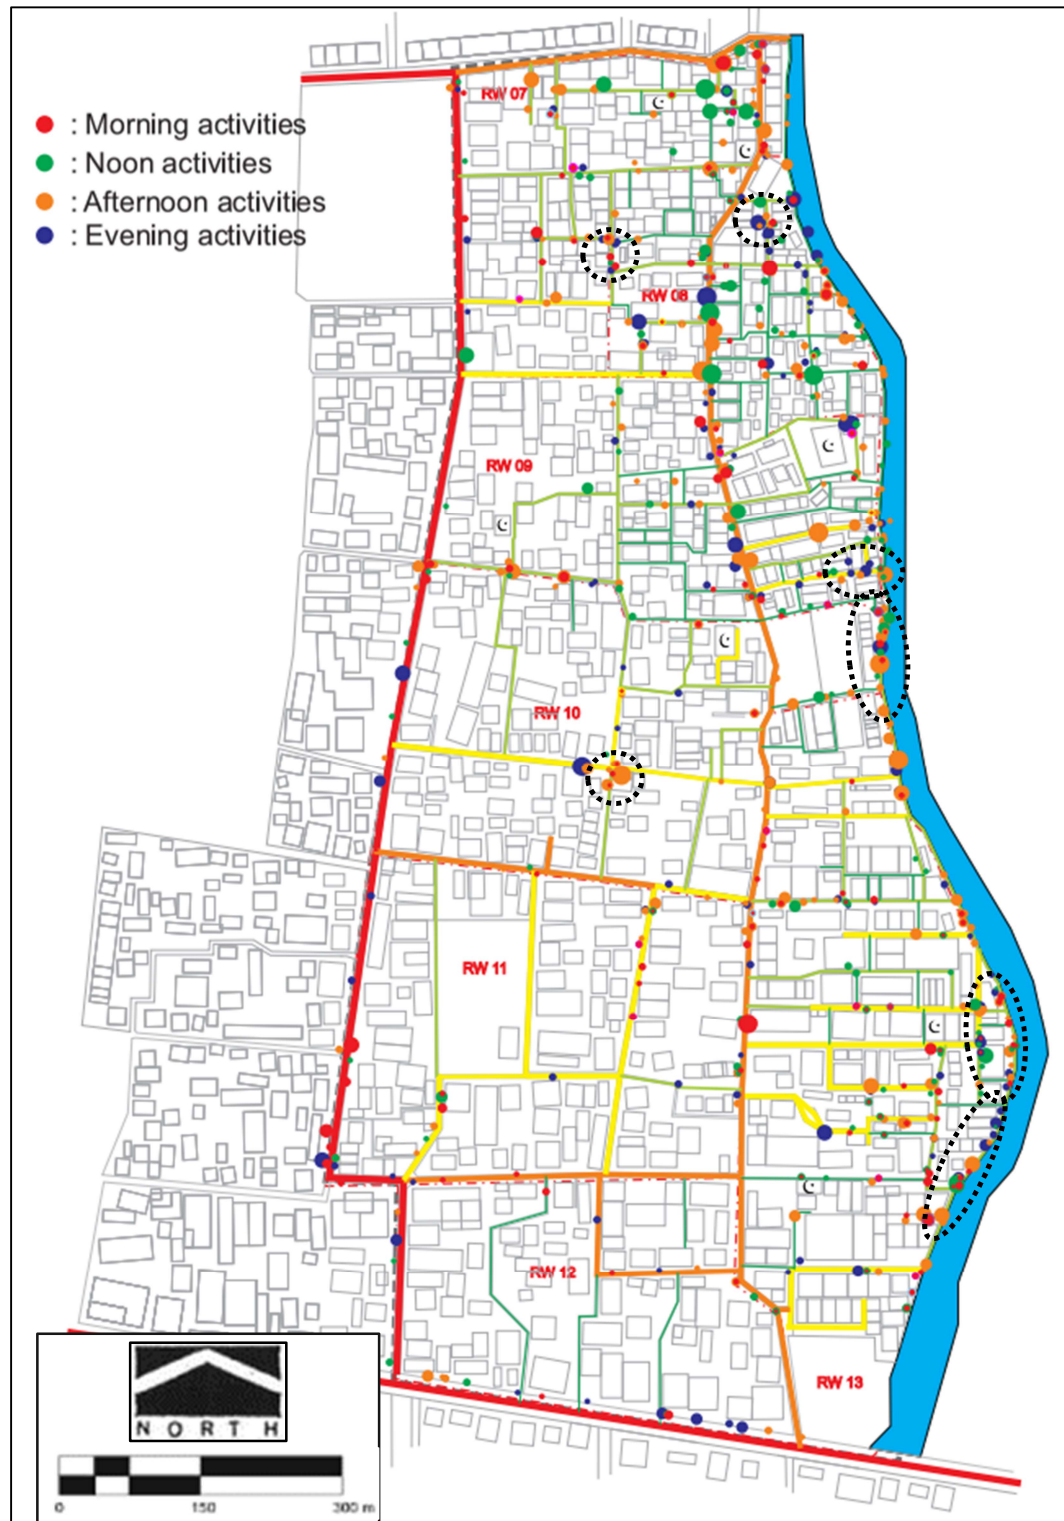 RW 07
: Morning activities
: Noon activities
: Afternoon activities
: Evening activities
RW 08
RW 09
RW 10
RW 11
RW 12
RW 13
NORTH
0 150 300 m